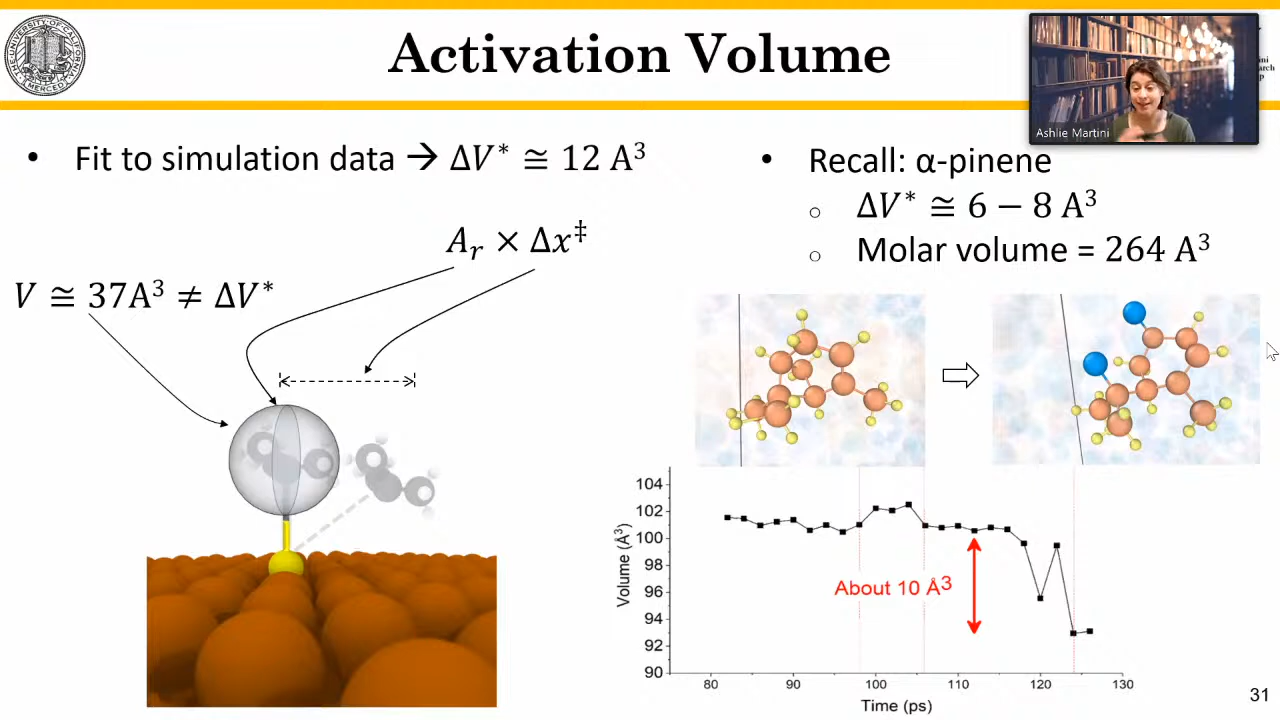 Activation Volume
Ashlie Martini
• Fit to simulation data → ΔV* ≅ 12 A³
A_r × Δx‡
V ≅ 37A³ ≠ ΔV*
• Recall: α-pinene
○ ΔV* ≅ 6 − 8 A³
○ Molar volume = 264 A³
Volume (Å³)
104
102
100
98
96
94
92
90
About 10 Å³
80 90 100 110 120 130
Time (ps)
31